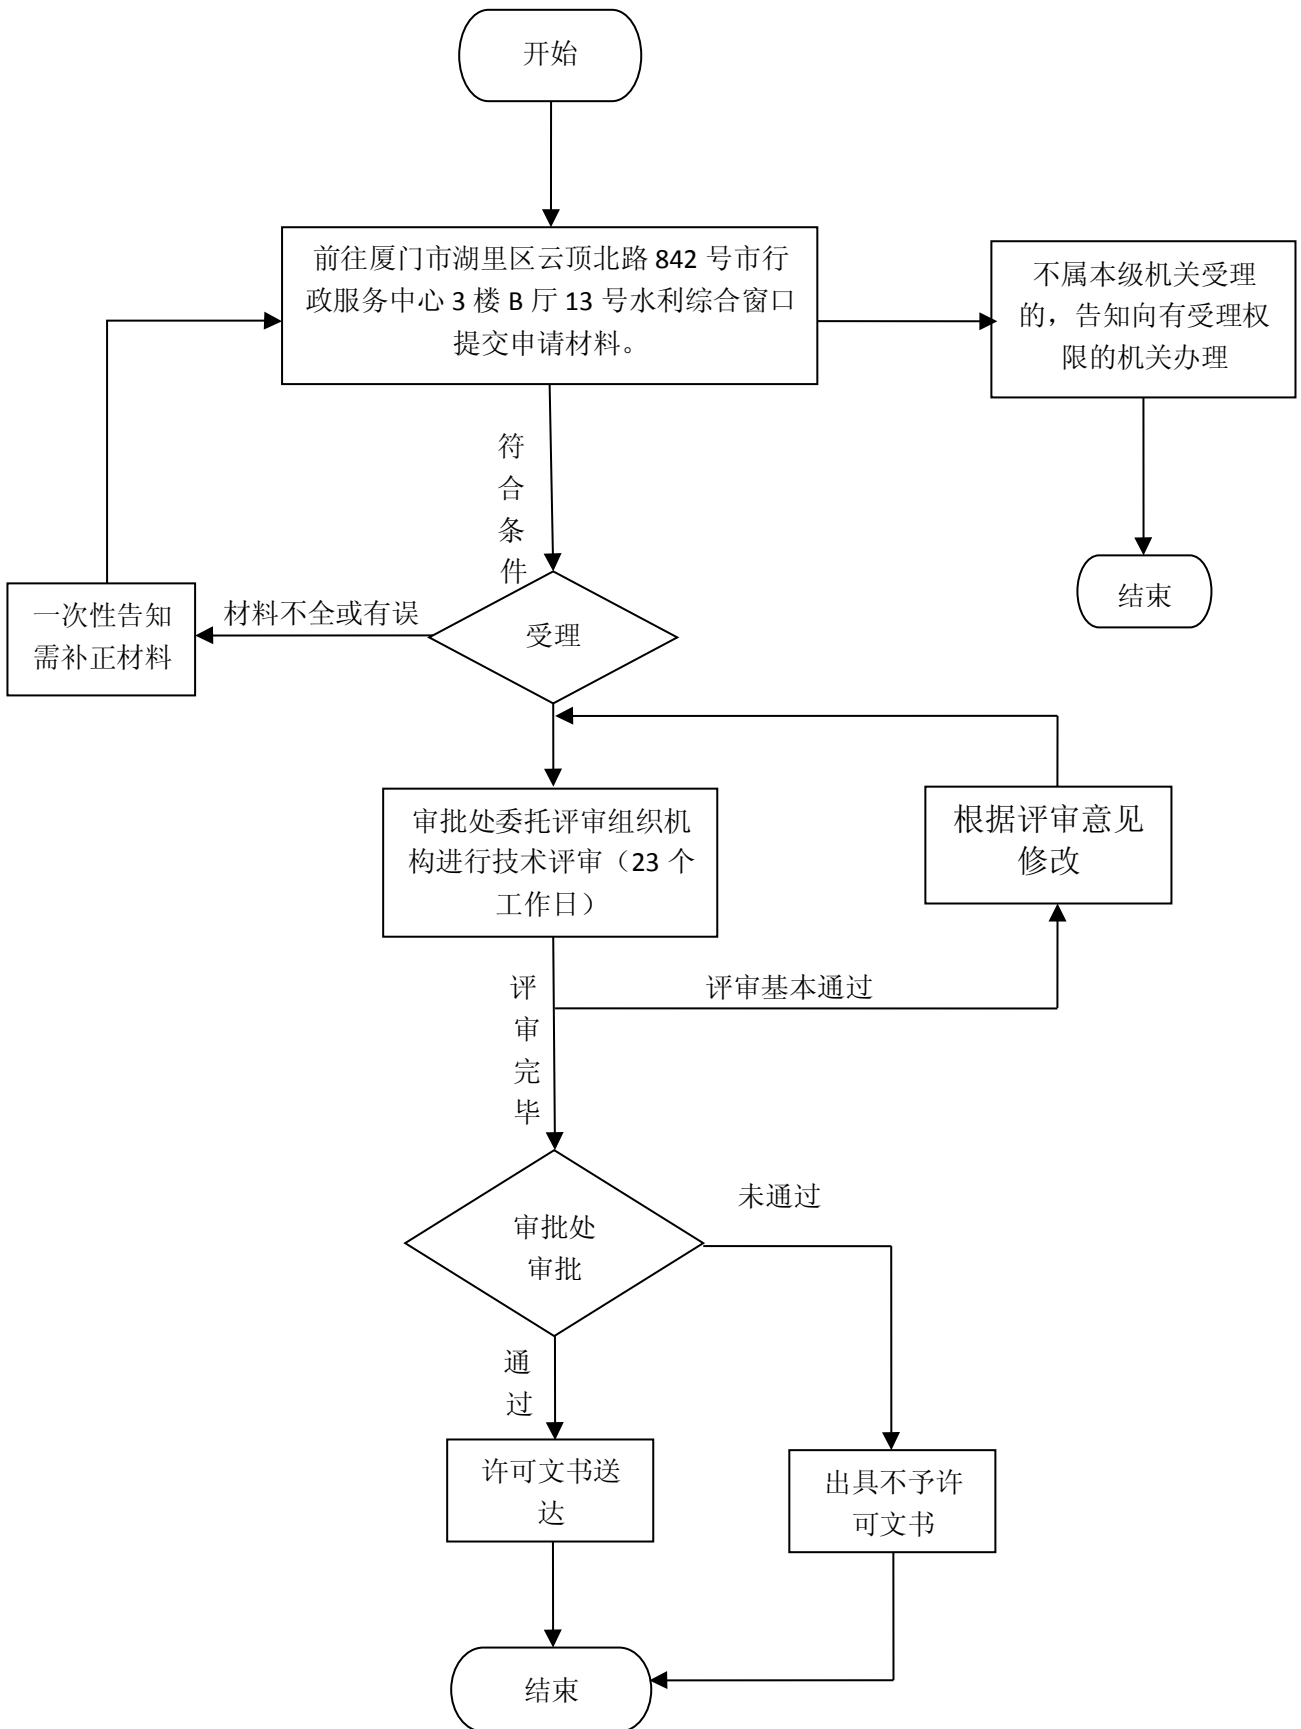 开始
前往厦门市湖里区云顶北路 842 号市行
政服务中心 3 楼 B 厅 13 号水利综合窗口
提交申请材料。
不属本级机关受理
的，告知向有受理权
限的机关办理
符
合
条
件
结束
一次性告知
需补正材料
材料不全或有误
受理
审批处委托评审组织机
构进行技术评审（23 个
工作日）
根据评审意见
修改
评
审
完
毕
评审基本通过
未通过
审批处
审批
通
过
许可文书送
达
出具不予许
可文书
结束